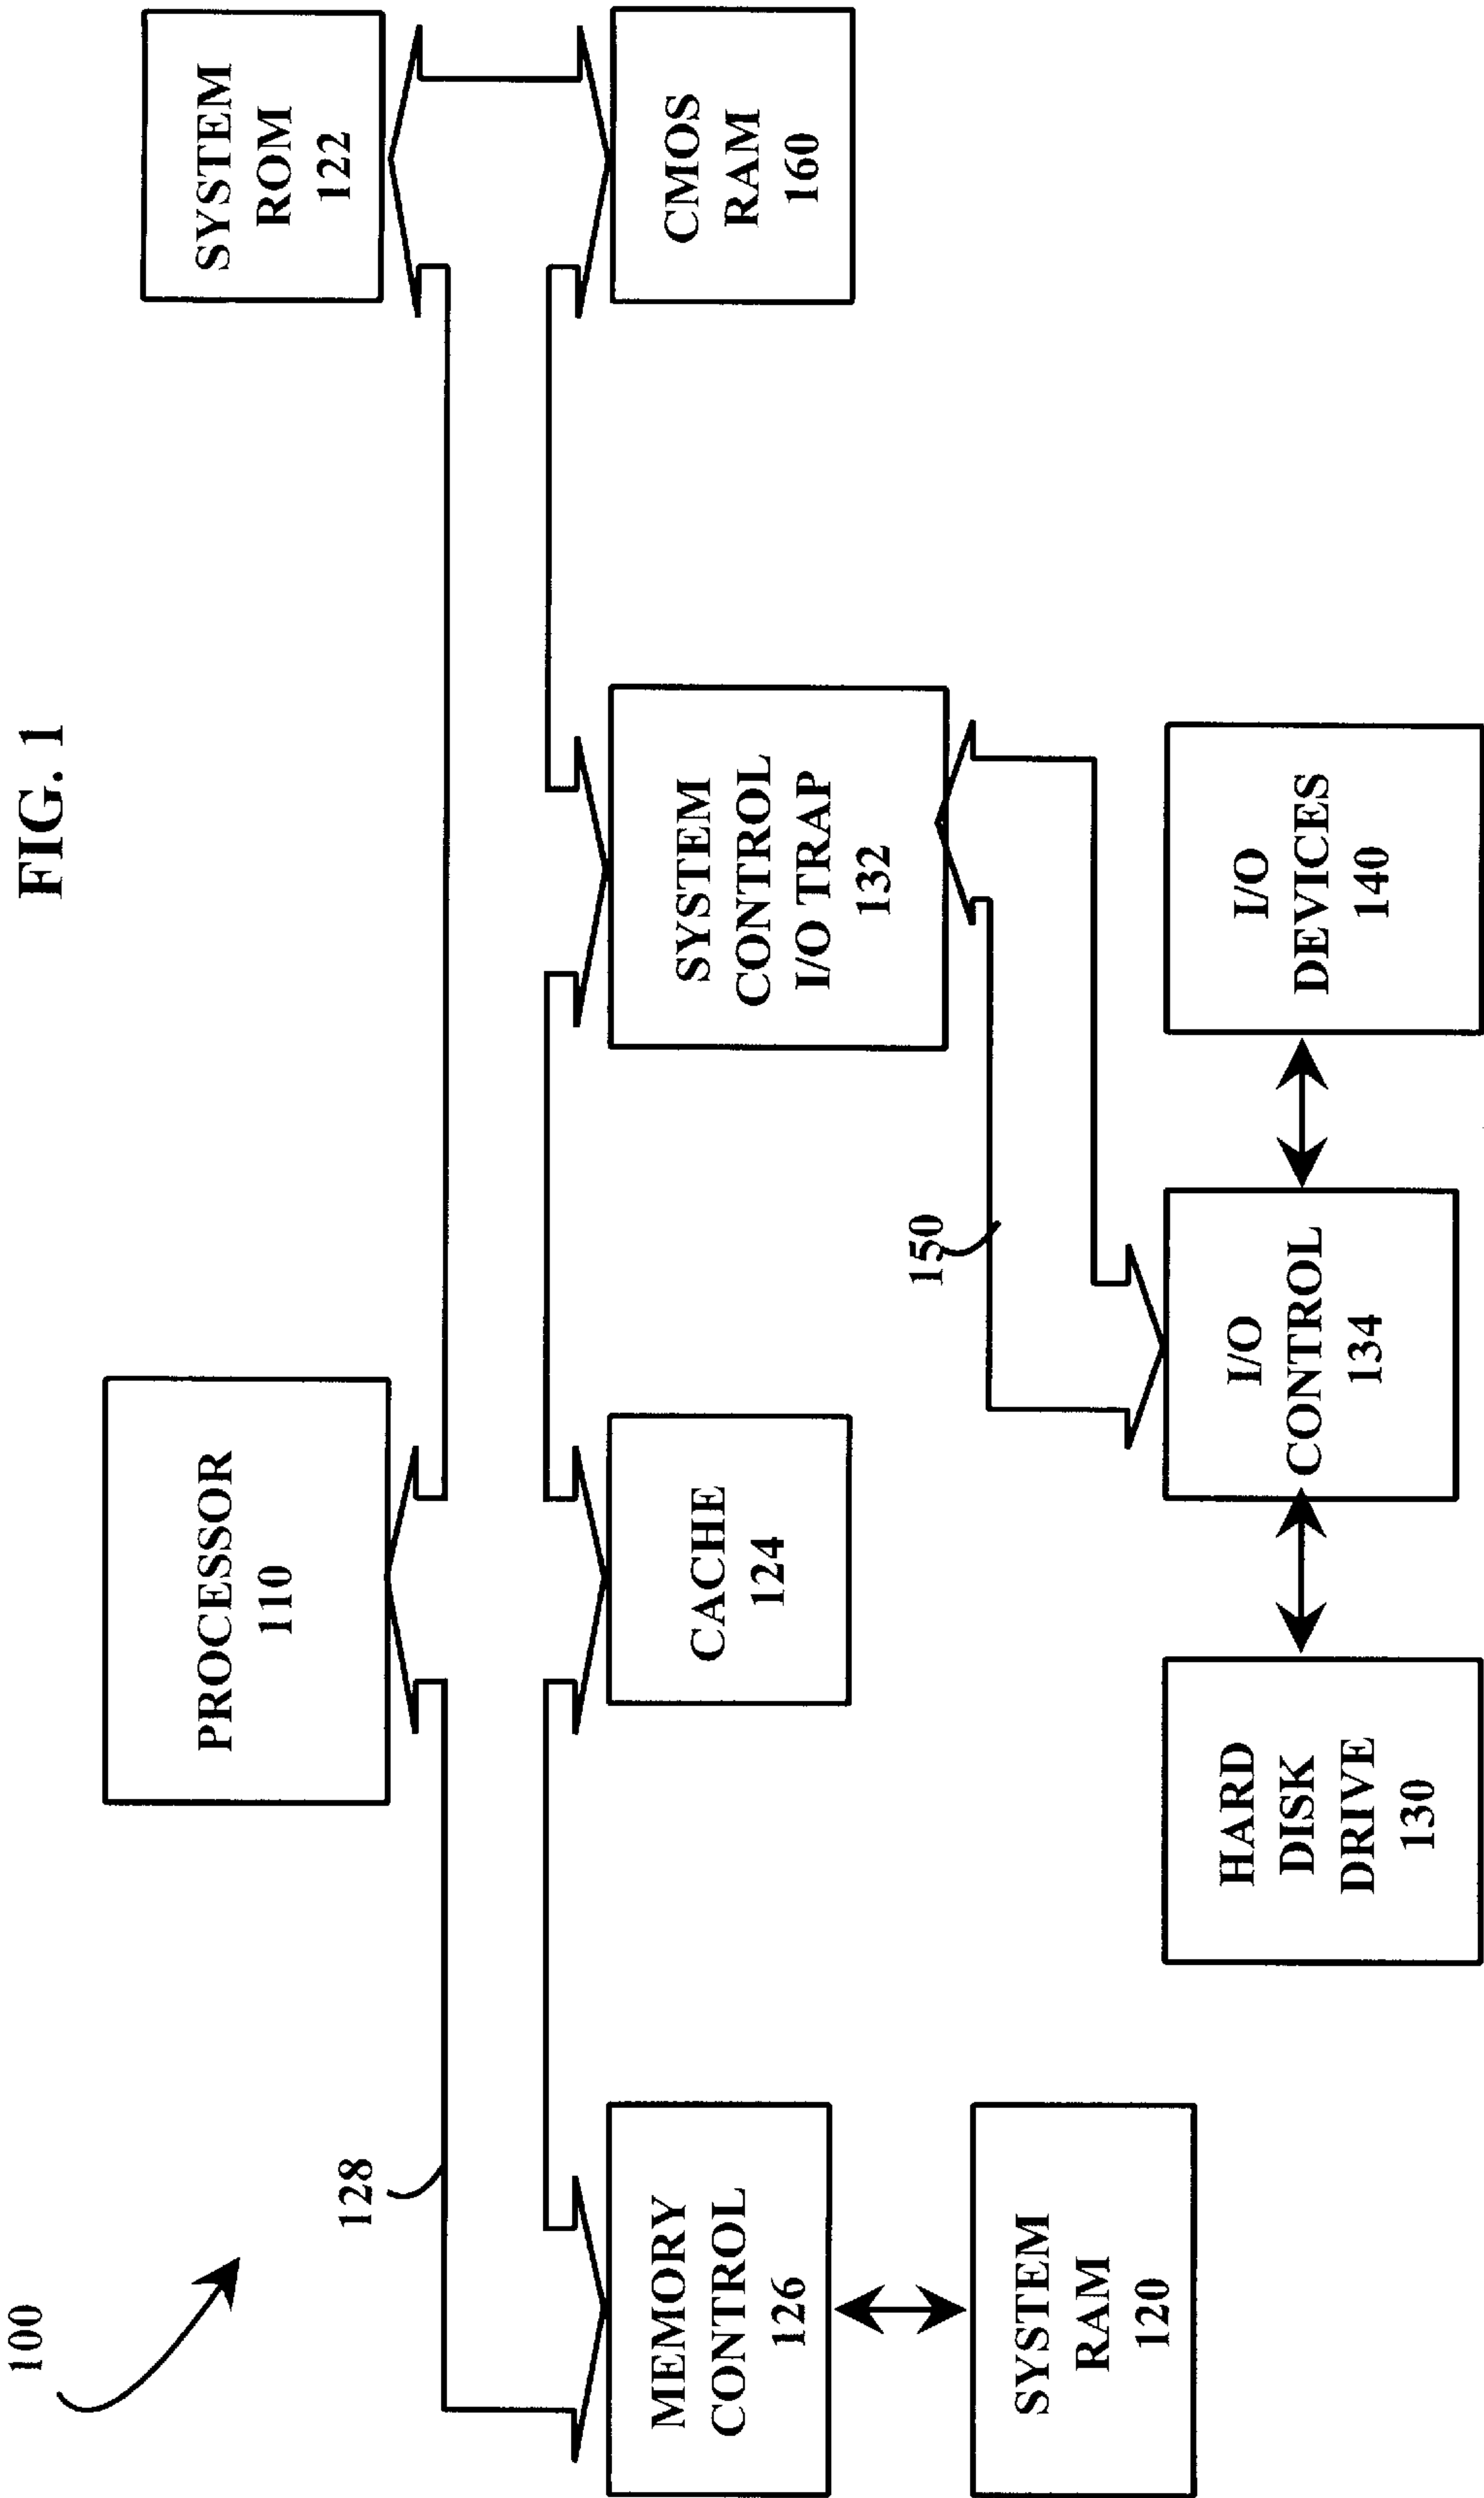 FIG. 1
100
128
PROCESSOR
110
SYSTEM
ROM
122
MEMORY
CONTROL
126
CACHE
124
SYSTEM
CONTROL
I/O TRAP
132
CMOS
RAM
160
150
SYSTEM
RAM
120
HARD
DISK
DRIVE
130
I/O
CONTROL
134
I/O
DEVICES
140